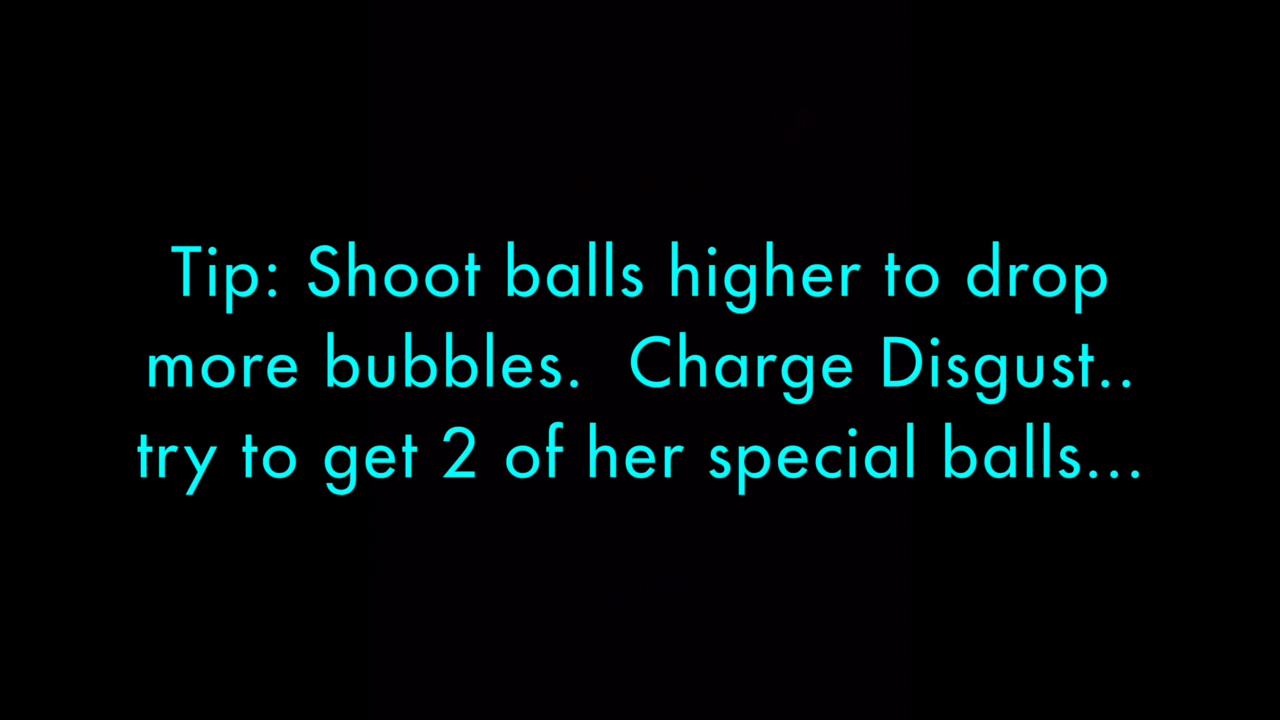 Tip: Shoot balls higher to drop
more bubbles.  Charge Disgust..
try to get 2 of her special balls...